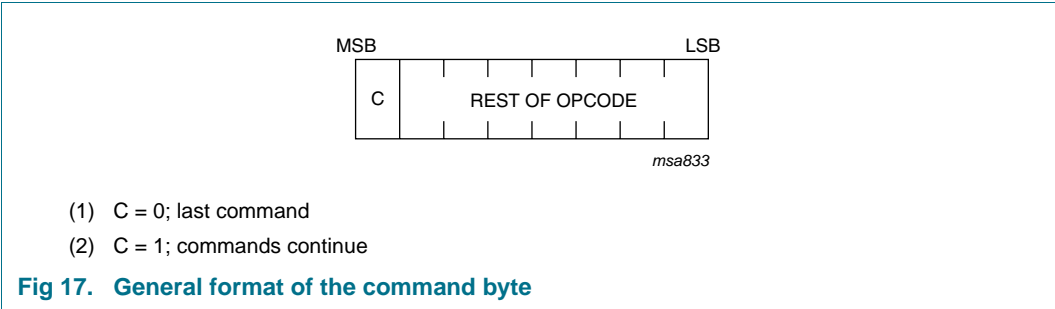 MSB LSB
C REST OF OPCODE
msa833
(1) C = 0; last command
(2) C = 1; commands continue
Fig 17. General format of the command byte